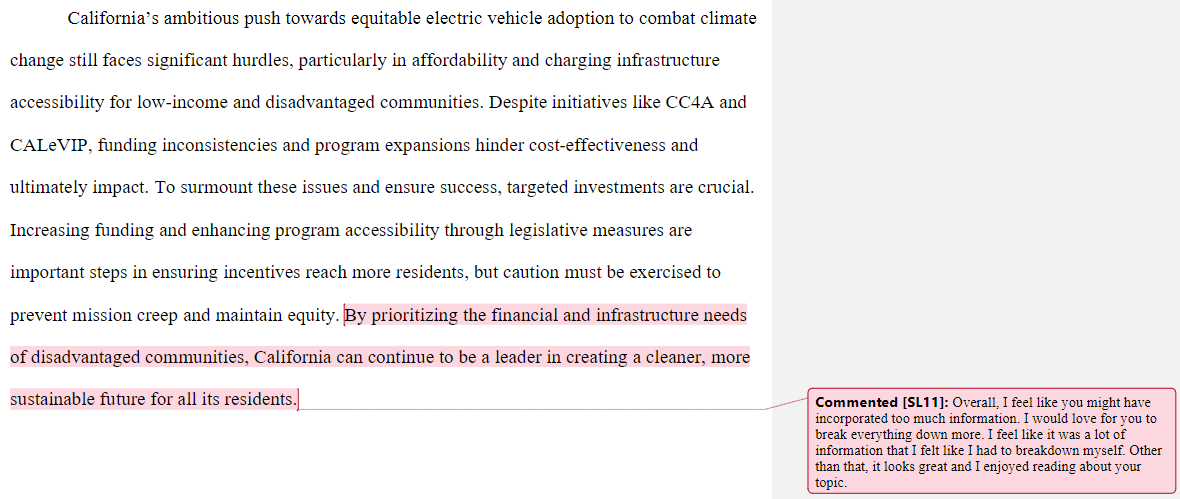 California’s ambitious push towards equitable electric vehicle adoption to combat climate
change still faces significant hurdles, particularly in affordability and charging infrastructure
accessibility for low-income and disadvantaged communities. Despite initiatives like CC4A and
CALeVIP, funding inconsistencies and program expansions hinder cost-effectiveness and
ultimately impact. To surmount these issues and ensure success, targeted investments are crucial.
Increasing funding and enhancing program accessibility through legislative measures are
important steps in ensuring incentives reach more residents, but caution must be exercised to
prevent mission creep and maintain equity. By prioritizing the financial and infrastructure needs
of disadvantaged communities, California can continue to be a leader in creating a cleaner, more
sustainable future for all its residents.
Commented [SL11]: Overall, I feel like you might have
incorporated too much information. I would love for you to
break everything down more. I feel like it was a lot of
information that I felt like I had to breakdown myself. Other
than that, it looks great and I enjoyed reading about your
topic.